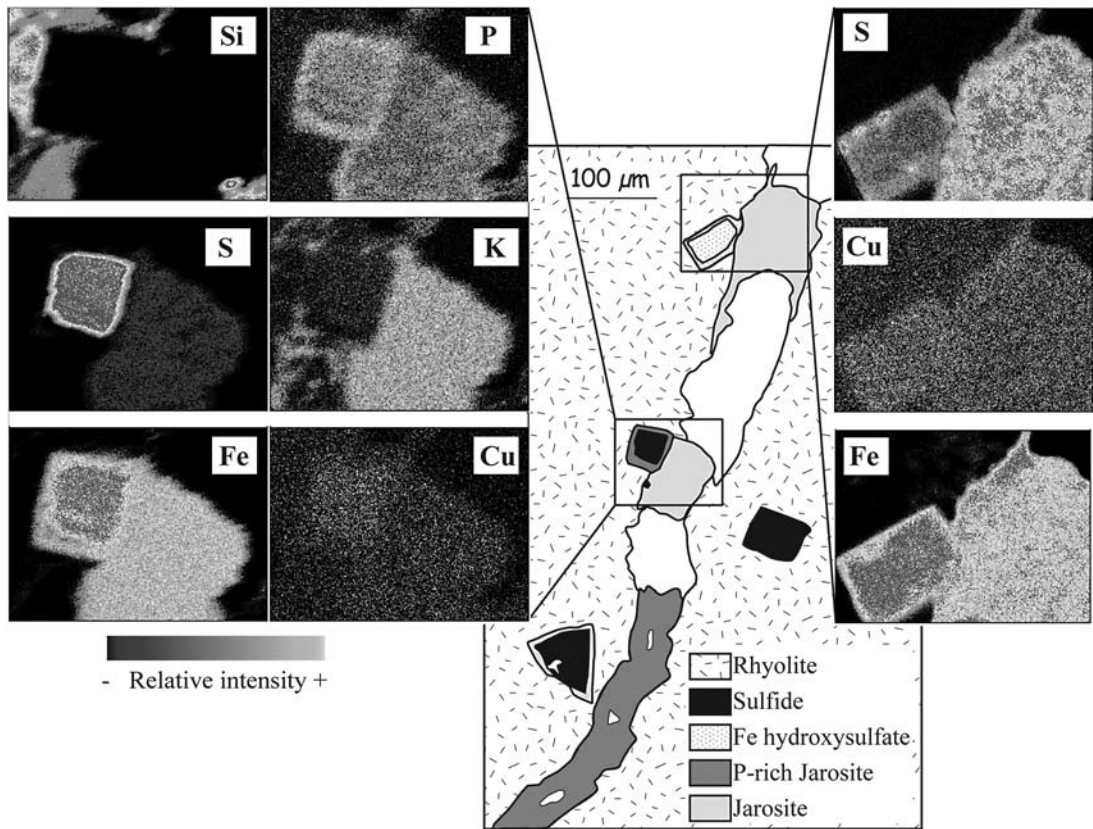 Si
P
S
K
Fe
Cu
- Relative intensity +
100 µm
S
Cu
Fe
Rhyolite
Sulfide
Fe hydroxysulfate
P-rich Jarosite
Jarosite